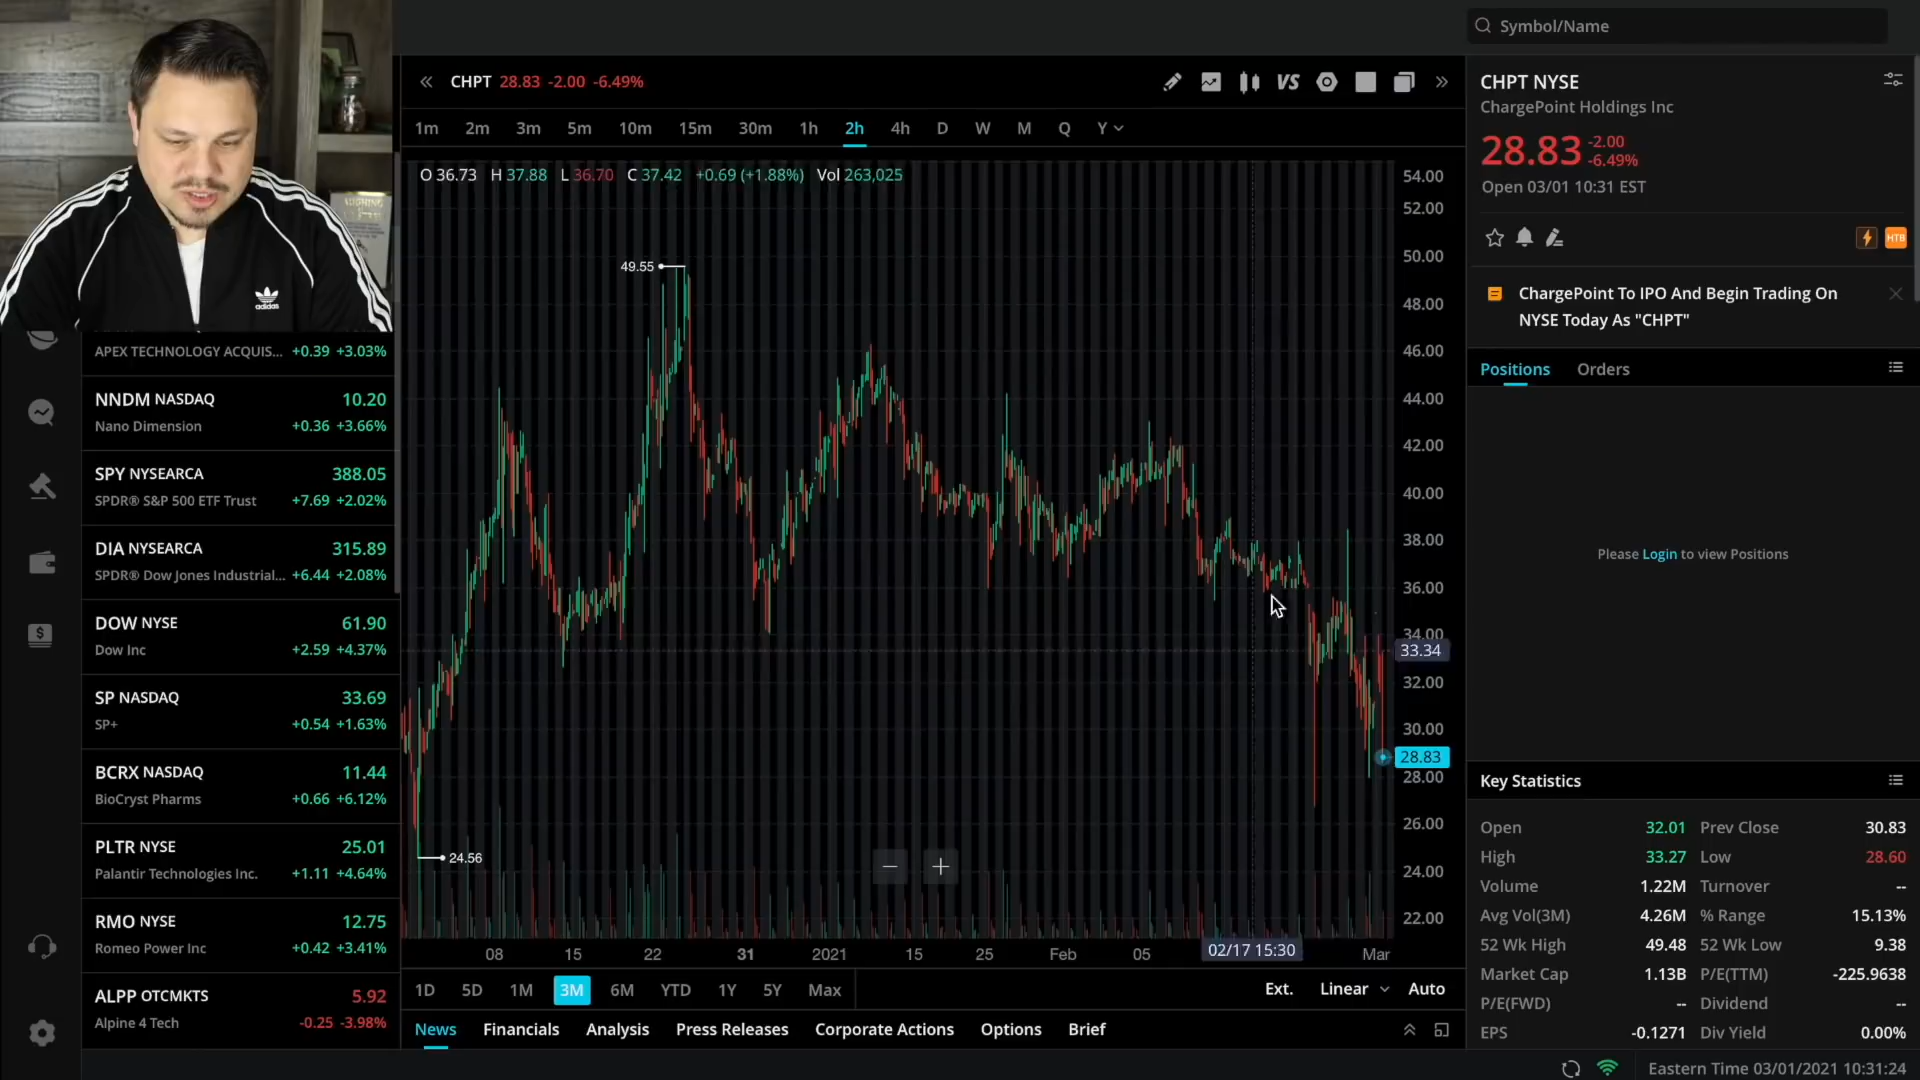 Symbol/Name
CHPT 28.83 -2.00 -6.49%
VS
1m 2m 3m 5m 10m 15m 30m 1h 2h 4h D W M Q Y
O 36.73 H 37.88 L 36.70 C 37.42 +0.69 (+1.88%) Vol 263,025
49.55
24.56
54.00
52.00
50.00
48.00
46.00
44.00
42.00
40.00
38.00
36.00
34.00
33.34
32.00
30.00
28.83
28.00
26.00
24.00
22.00
08 15 22 31 2021 15 25 Feb 05 02/17 15:30 Mar
1D 5D 1M 3M 6M YTD 1Y 5Y Max Ext. Linear Auto
News Financials Analysis Press Releases Corporate Actions Options Brief
adidas
APEX TECHNOLOGY ACQUIS... +0.39 +3.03%
NNDM NASDAQ 10.20
Nano Dimension +0.36 +3.66%
SPY NYSEARCA 388.05
SPDR® S&P 500 ETF Trust +7.69 +2.02%
DIA NYSEARCA 315.89
SPDR® Dow Jones Industrial... +6.44 +2.08%
DOW NYSE 61.90
Dow Inc +2.59 +4.37%
SP NASDAQ 33.69
SP+ +0.54 +1.63%
BCRX NASDAQ 11.44
BioCryst Pharms +0.66 +6.12%
PLTR NYSE 25.01
Palantir Technologies Inc. +1.11 +4.64%
RMO NYSE 12.75
Romeo Power Inc +0.42 +3.41%
ALPP OTCMKTS 5.92
Alpine 4 Tech -0.25 -3.98%
CHPT NYSE
ChargePoint Holdings Inc
28.83 -2.00 -6.49%
Open 03/01 10:31 EST
HTB
ChargePoint To IPO And Begin Trading On
NYSE Today As "CHPT"
Positions Orders
Please Login to view Positions
Key Statistics
Open 32.01 Prev Close 30.83
High 33.27 Low 28.60
Volume 1.22M Turnover --
Avg Vol(3M) 4.26M % Range 15.13%
52 Wk High 49.48 52 Wk Low 9.38
Market Cap 1.13B P/E(TTM) -225.9638
P/E(FWD) -- Dividend --
EPS -0.1271 Div Yield 0.00%
Eastern Time 03/01/2021 10:31:24